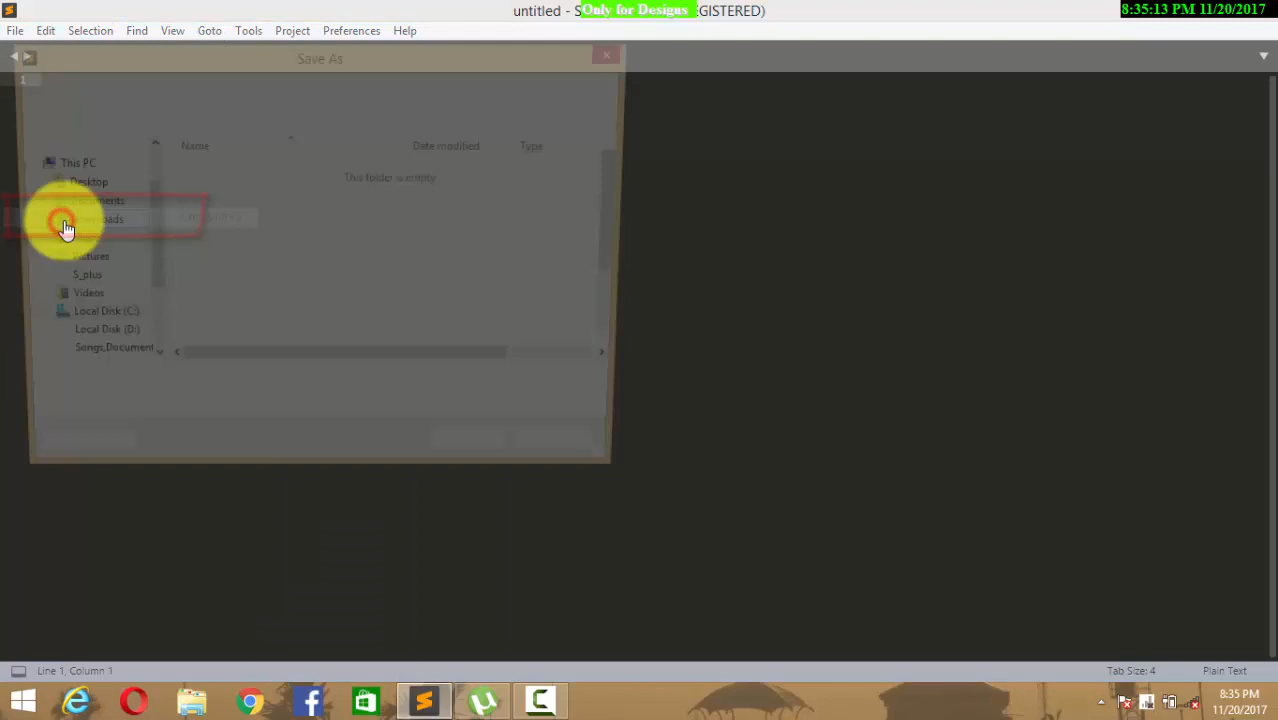 untitled - S
Only for Designs
EGISTERED)
8:35:13 PM 11/20/2017
File Edit Selection Find View Goto Tools Project Preferences Help
Save As
1
Name Date modified Type
This PC
This folder is empty
Desktop
Pictures
S_plus
Videos
Local Disk (C:)
Local Disk (D:)
Songs,Document
Line 1, Column 1
Tab Size: 4 Plain Text
8:35 PM
11/20/2017